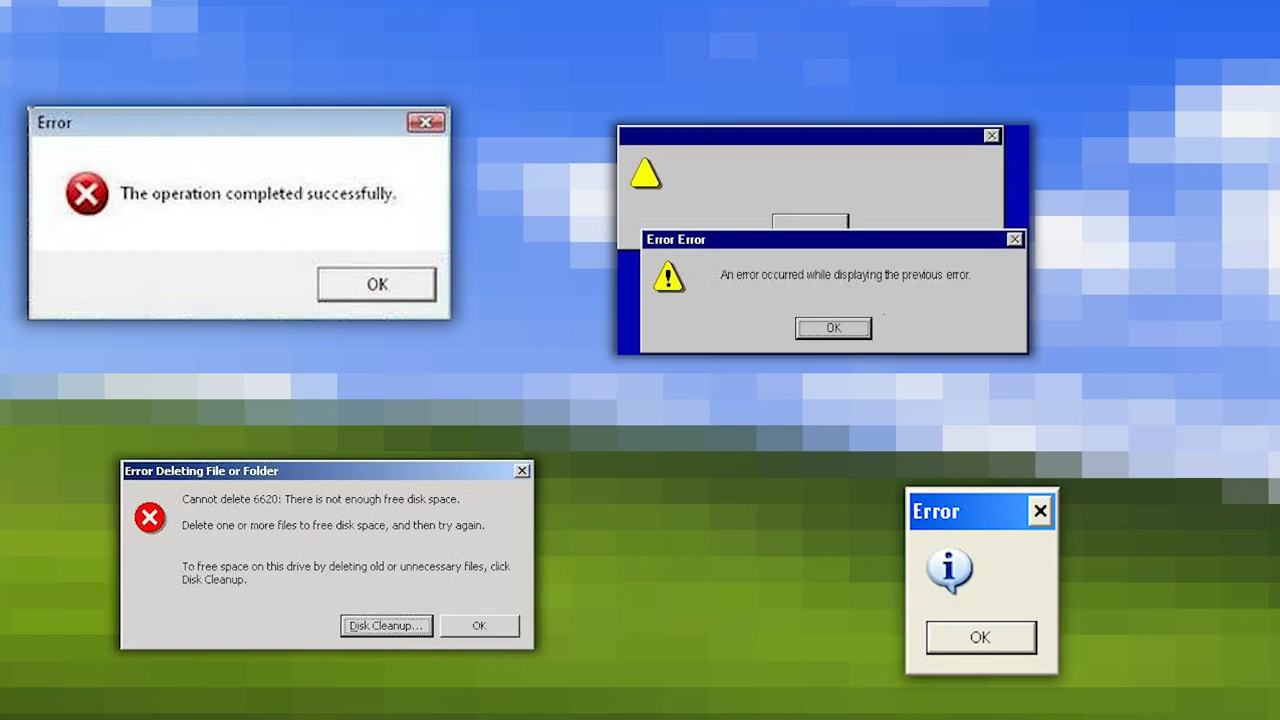 Error
The operation completed successfully.
OK
Error Error
An error occurred while displaying the previous error.
OK
Error Deleting File or Folder
Cannot delete 6620: There is not enough free disk space.
Delete one or more files to free disk space, and then try again.
To free space on this drive by deleting old or unnecessary files, click
Disk Cleanup.
Disk Cleanup...
OK
Error
OK